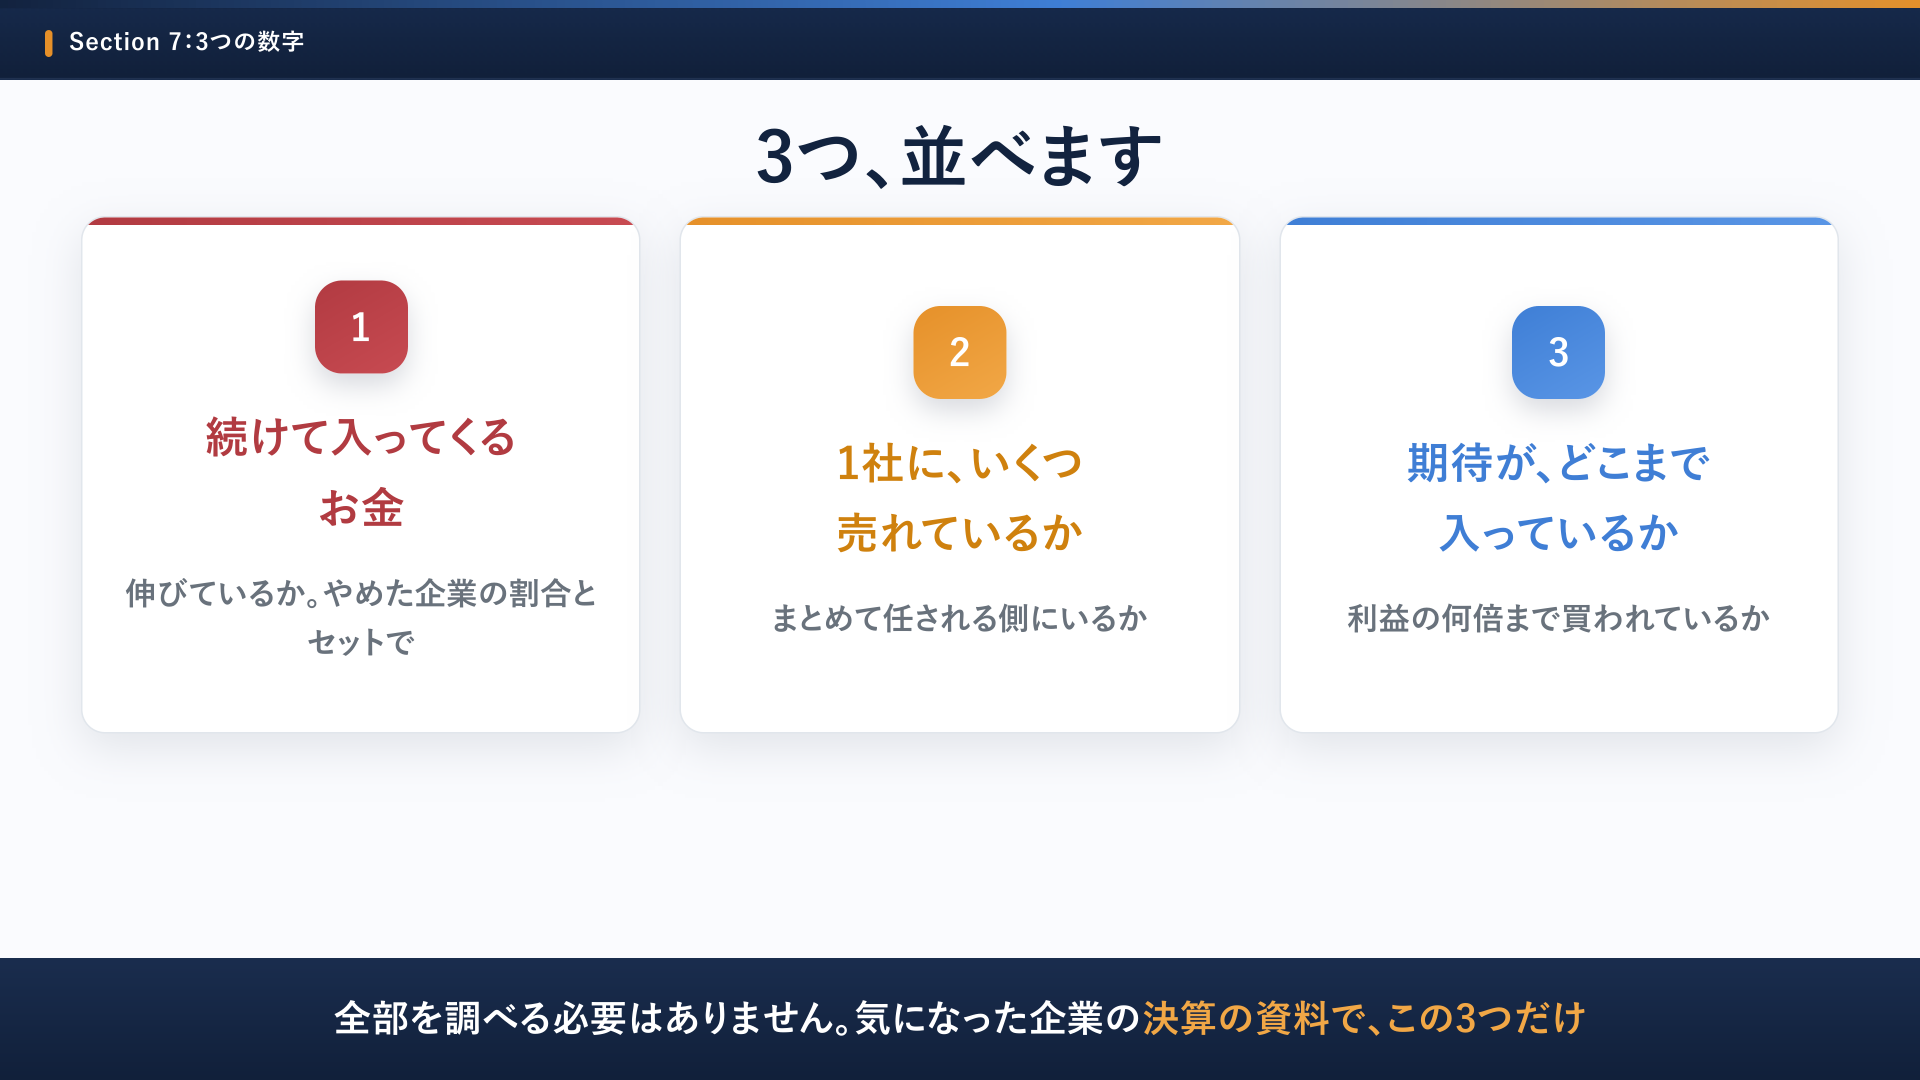 Section 7：3つの数字
3つ、並べます
1
続けて入ってくる
お金
伸びているか。やめた企業の割合と
セットで
2
1社に、いくつ
売れているか
まとめて任される側にいるか
3
期待が、どこまで
入っているか
利益の何倍まで買われているか
全部を調べる必要はありません。気になった企業の決算の資料で、この3つだけ